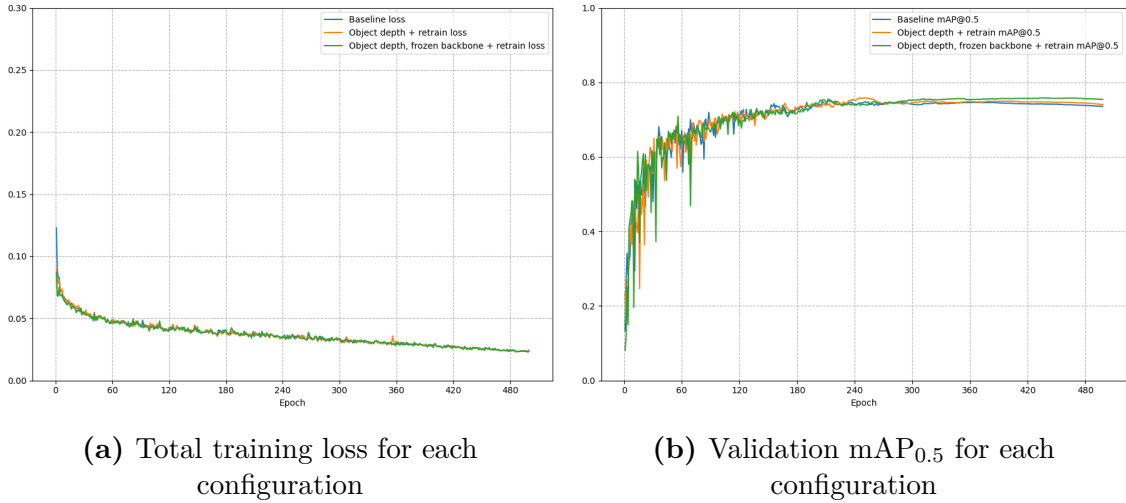 Baseline loss
Object depth + retrain loss
Object depth, frozen backbone + retrain loss
0.30
0.25
0.20
0.15
0.10
0.05
0.00
0 60 120 180 240 300 360 420 480
Epoch
(a) Total training loss for each
configuration
Baseline mAP@0.5
Object depth + retrain mAP@0.5
Object depth, frozen backbone + retrain mAP@0.5
1.0
0.8
0.6
0.4
0.2
0.0
0 60 120 180 240 300 360 420 480
Epoch
(b) Validation mAP0.5 for each
configuration